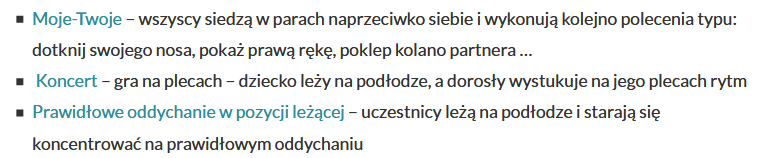 ▪ Moje-Twoje – wszyscy siedzą w parach naprzeciwko siebie i wykonują kolejno polecenia typu:
dotknij swojego nosa, pokaż prawą rękę, poklep kolano partnera …
▪ Koncert – gra na plecach – dziecko leży na podłodze, a dorosły wystukuje na jego plecach rytm
▪ Prawidłowe oddychanie w pozycji leżącej – uczestnicy leżą na podłodze i starają się
koncentrować na prawidłowym oddychaniu